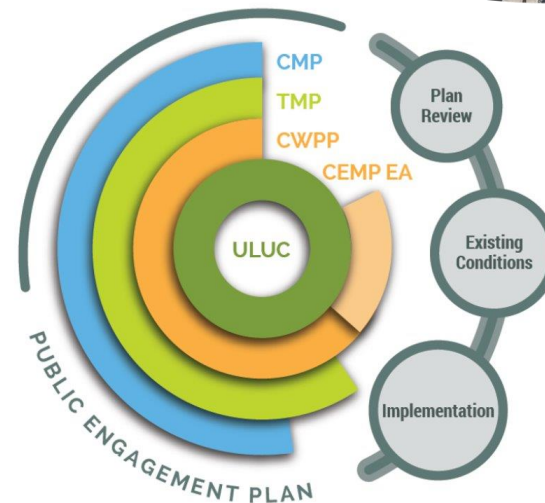 CMP
TMP
CWPP
CEMP EA
ULUC
PUBLIC ENGAGEMENT PLAN
Plan
Review
Existing
Conditions
Implementation